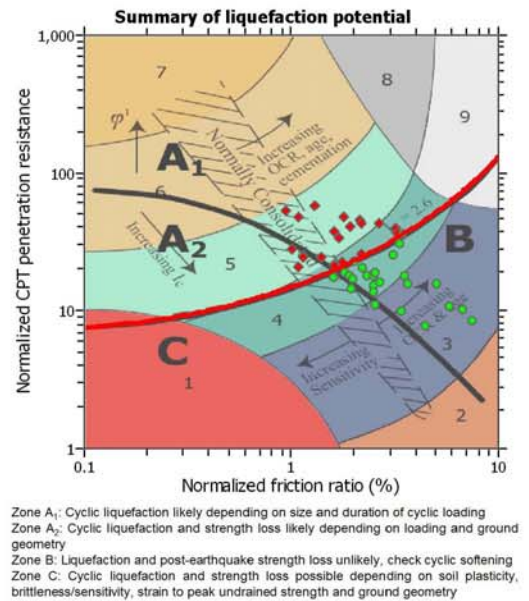 Summary of liquefaction potential
1,000
7
8
9
φ'
A1
Increasing
OCR, age,
cementation
Normally Consolidated
100
6
A2
Increasing Ic
= 2.6
B
5
10
4
C
1
Increasing
Sensitivity
Increasing
3
2
1
0.1
1
10
Normalized CPT penetration resistance
Normalized friction ratio (%)
Zone A1: Cyclic liquefaction likely depending on size and duration of cyclic loading
Zone A2: Cyclic liquefaction and strength loss likely depending on loading and ground
geometry
Zone B: Liquefaction and post-earthquake strength loss unlikely, check cyclic softening
Zone C: Cyclic liquefaction and strength loss possible depending on soil plasticity,
brittleness/sensitivity, strain to peak undrained strength and ground geometry